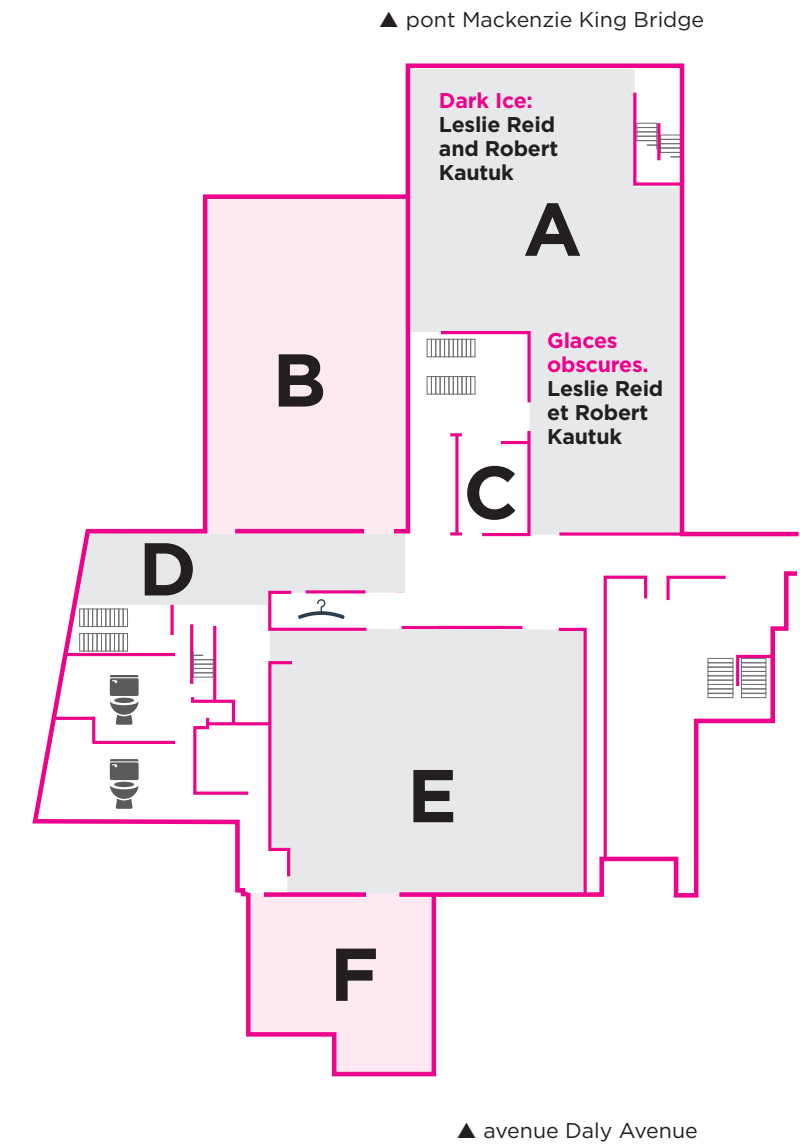 ▲ pont Mackenzie King Bridge
Dark Ice:
Leslie Reid
and Robert
Kautuk
A
B
Glaces
obscures.
Leslie Reid
et Robert
Kautuk
C
D
E
F
▲ avenue Daly Avenue